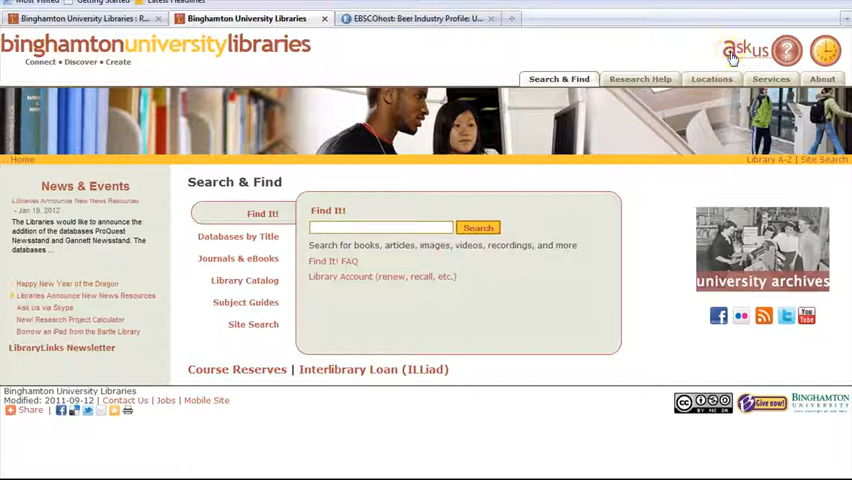 Most Visited Getting Started Latest Headlines
Binghamton University Libraries : R... Binghamton University Libraries EBSCOhost: Beer Industry Profile: U...
binghamtonuniversitylibraries
Connect • Discover • Create
askus ?
Search & Find Research Help Locations Services About
Home Library A-Z | Site Search
News & Events
Libraries Announce New News Resources
- Jan 19, 2012
The Libraries would like to announce the
addition of the databases ProQuest
Newsstand and Gannett Newsstand. The
databases ...
Happy New Year of the Dragon
Libraries Announce New News Resources
Ask Us via Skype
New! Research Project Calculator
Borrow an iPad from the Bartle Library
LibraryLinks Newsletter
Search & Find
Find It!
Databases by Title
Journals & eBooks
Library Catalog
Subject Guides
Site Search
Find It!
Search
Search for books, articles, images, videos, recordings, and more
Find It! FAQ
Library Account (renew, recall, etc.)
Course Reserves | Interlibrary Loan (ILLiad)
university archives
You Tube
Binghamton University Libraries
Modified: 2011-09-12 | Contact Us | Jobs | Mobile Site
Share |
cc BY NC SA
Give now!
BINGHAMTON
UNIVERSITY